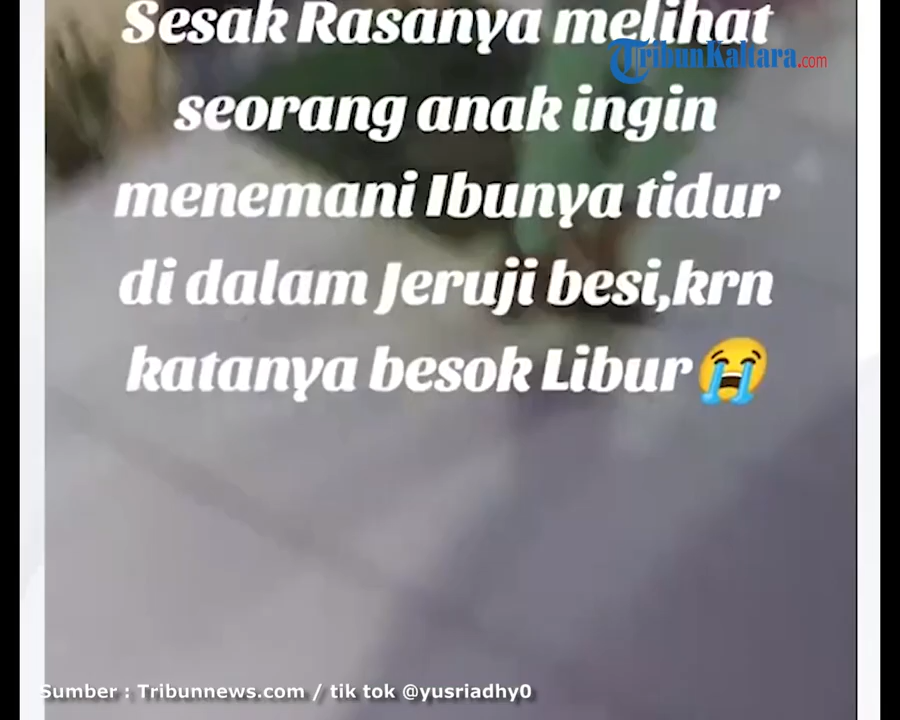 Sesak Rasanya melihat
TribunKaltara.com
seorang anak ingin
menemani Ibunya tidur
di dalam Jeruji besi,krn
katanya besok Libur😭
Sumber : Tribunnews.com / tik tok @yusriadhy0